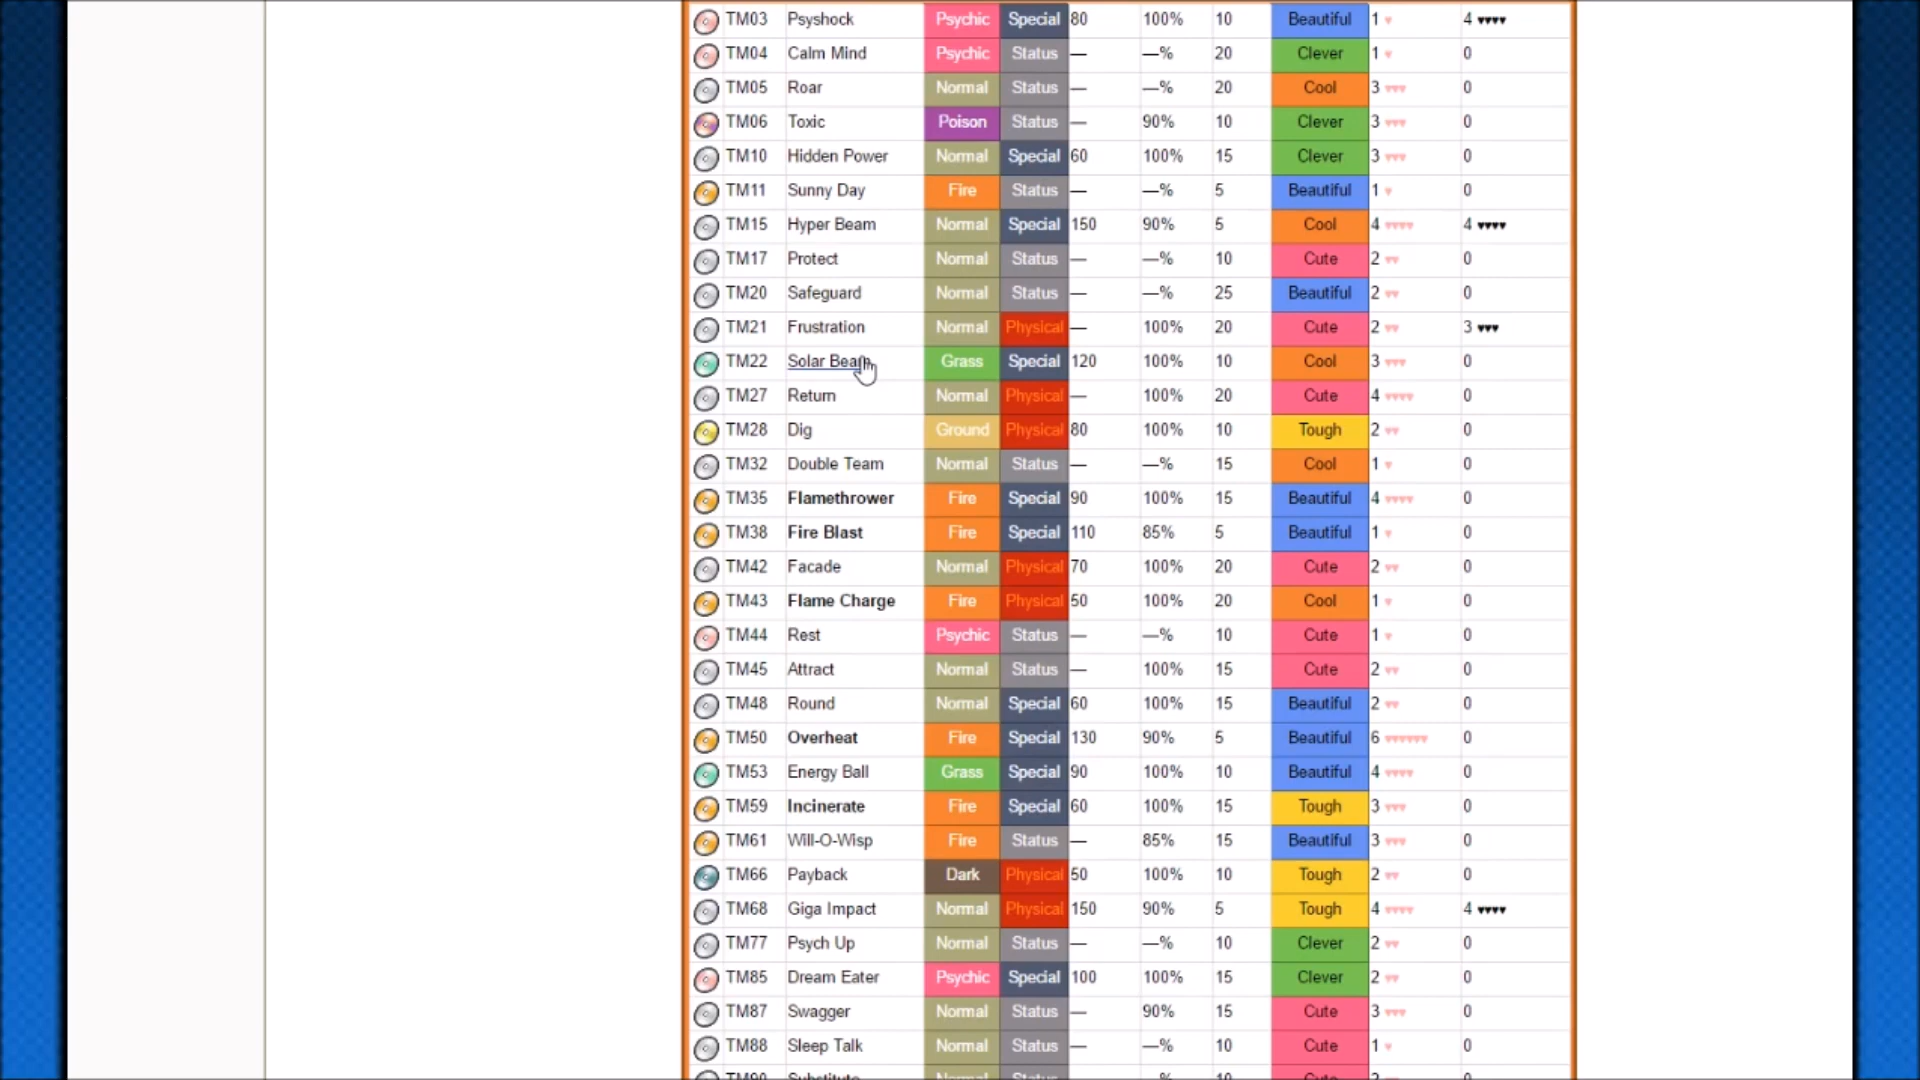 TM03 Psyshock Psychic Special 80 100% 10 Beautiful 1 ♥ 4 ♥♥♥♥
TM04 Calm Mind Psychic Status — —% 20 Clever 1 ♥ 0
TM05 Roar Normal Status — —% 20 Cool 3 ♥♥♥ 0
TM06 Toxic Poison Status — 90% 10 Clever 3 ♥♥♥ 0
TM10 Hidden Power Normal Special 60 100% 15 Clever 3 ♥♥♥ 0
TM11 Sunny Day Fire Status — —% 5 Beautiful 1 ♥ 0
TM15 Hyper Beam Normal Special 150 90% 5 Cool 4 ♥♥♥♥ 4 ♥♥♥♥
TM17 Protect Normal Status — —% 10 Cute 2 ♥♥ 0
TM20 Safeguard Normal Status — —% 25 Beautiful 2 ♥♥ 0
TM21 Frustration Normal Physical — 100% 20 Cute 2 ♥♥ 3 ♥♥♥
TM22 Solar Beam Grass Special 120 100% 10 Cool 3 ♥♥♥ 0
TM27 Return Normal Physical — 100% 20 Cute 4 ♥♥♥♥ 0
TM28 Dig Ground Physical 80 100% 10 Tough 2 ♥♥ 0
TM32 Double Team Normal Status — —% 15 Cool 1 ♥ 0
TM35 Flamethrower Fire Special 90 100% 15 Beautiful 4 ♥♥♥♥ 0
TM38 Fire Blast Fire Special 110 85% 5 Beautiful 1 ♥ 0
TM42 Facade Normal Physical 70 100% 20 Cute 2 ♥♥ 0
TM43 Flame Charge Fire Physical 50 100% 20 Cool 1 ♥ 0
TM44 Rest Psychic Status — —% 10 Cute 1 ♥ 0
TM45 Attract Normal Status — 100% 15 Cute 2 ♥♥ 0
TM48 Round Normal Special 60 100% 15 Beautiful 2 ♥♥ 0
TM50 Overheat Fire Special 130 90% 5 Beautiful 6 ♥♥♥♥♥♥ 0
TM53 Energy Ball Grass Special 90 100% 10 Beautiful 4 ♥♥♥♥ 0
TM59 Incinerate Fire Special 60 100% 15 Tough 3 ♥♥♥ 0
TM61 Will-O-Wisp Fire Status — 85% 15 Beautiful 3 ♥♥♥ 0
TM66 Payback Dark Physical 50 100% 10 Tough 2 ♥♥ 0
TM68 Giga Impact Normal Physical 150 90% 5 Tough 4 ♥♥♥♥ 4 ♥♥♥♥
TM77 Psych Up Normal Status — —% 10 Clever 2 ♥♥ 0
TM85 Dream Eater Psychic Special 100 100% 15 Clever 2 ♥♥ 0
TM87 Swagger Normal Status — 90% 15 Cute 3 ♥♥♥ 0
TM88 Sleep Talk Normal Status — —% 10 Cute 1 ♥ 0
TM90 Substitute Normal Status